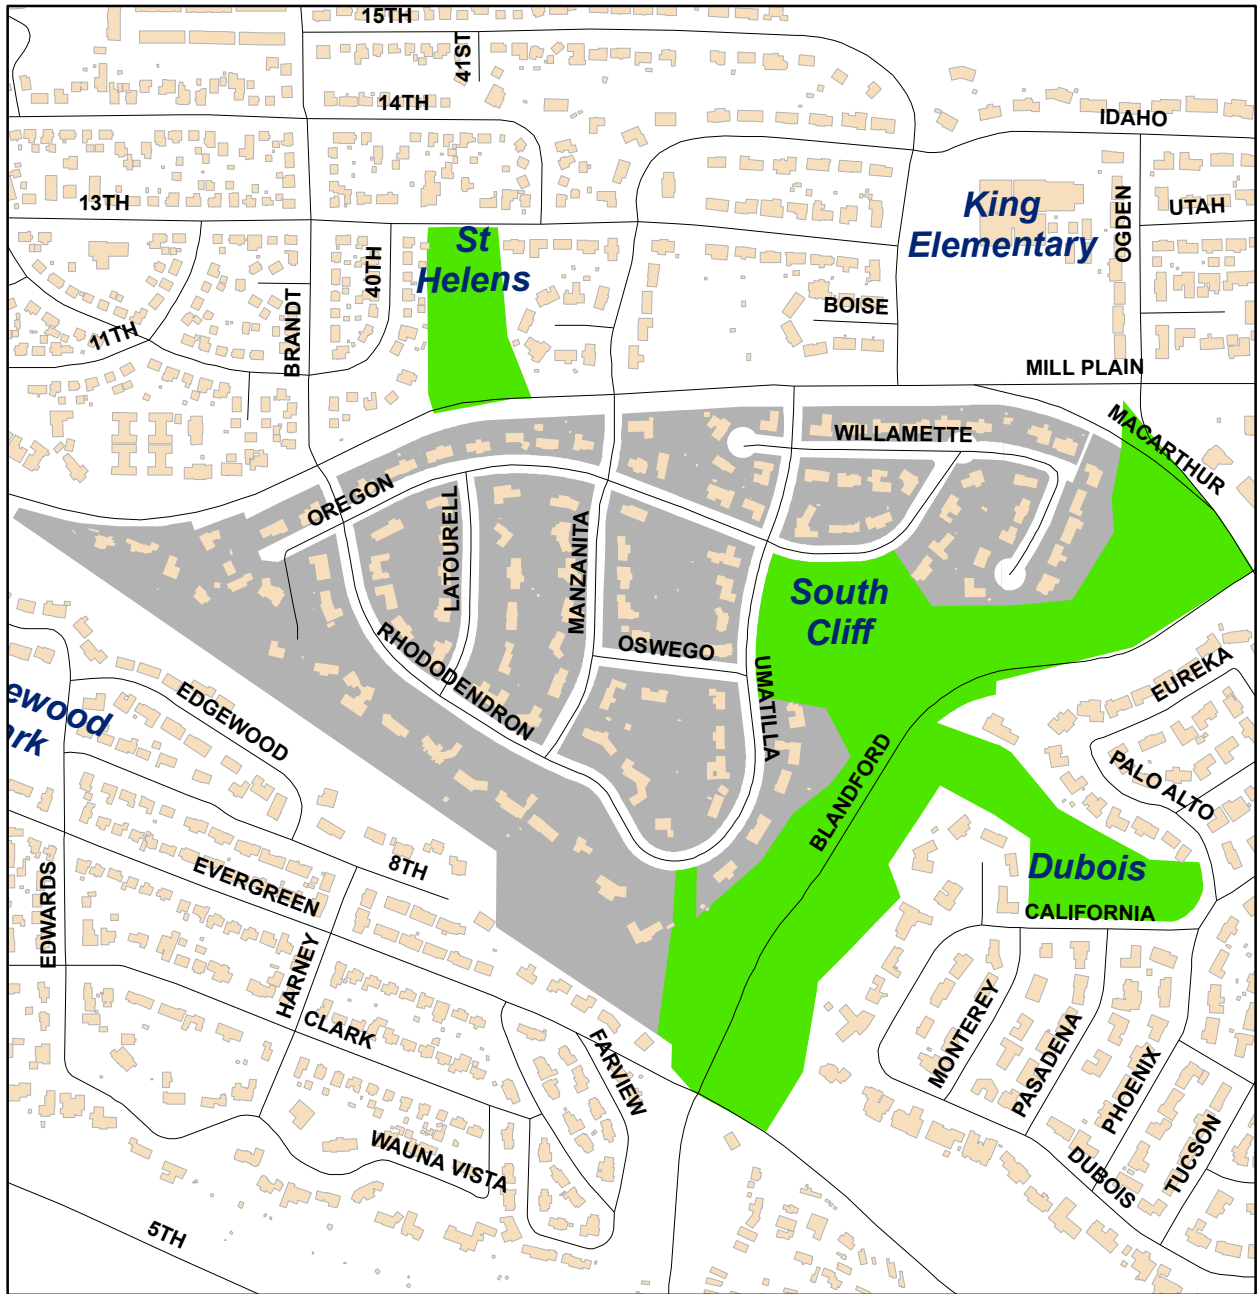 15TH
41ST
14TH
IDAHO
13TH
OGDEN
UTAH
King
Elementary
St
Helens
40TH
BRANDT
11TH
BOISE
MILL PLAIN
MACARTHUR
WILLAMETTE
OREGON
LATOURELL
MANZANITA
South
Cliff
RHODODENDRON
OSWEGO
UMATILLA
EUREKA
ewood
ark
EDGEWOOD
BLANDFORD
PALO ALTO
8TH
EVERGREEN
EDWARDS
Dubois
CALIFORNIA
HARNEY
CLARK
FARVIEW
MONTEREY
PASADENA
PHOENIX
TUCSON
DUBOIS
WAUNA VISTA
5TH